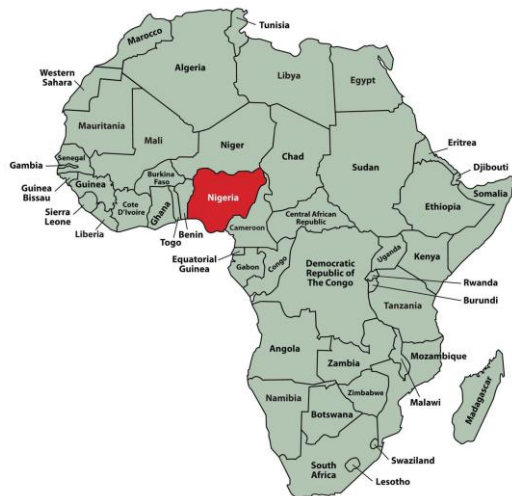 Tunisia
Marocco
Algeria
Libya
Egypt
Western
Sahara
Mauritania
Mali
Niger
Chad
Sudan
Eritrea
Djibouti
Somalia
Ethiopia
Senegal
Gambia
Guinea
Bissau
Guinea
Sierra
Leone
Liberia
Cote
D'Ivoire
Burkina
Faso
Ghana
Togo
Benin
Nigeria
Cameroon
Central African
Republic
Equatorial
Guinea
Gabon
Congo
Democratic
Republic of
The Congo
Uganda
Kenya
Rwanda
Burundi
Tanzania
Angola
Zambia
Mozambique
Malawi
Zimbabwe
Namibia
Botswana
Madagascar
Swaziland
South
Africa
Lesotho